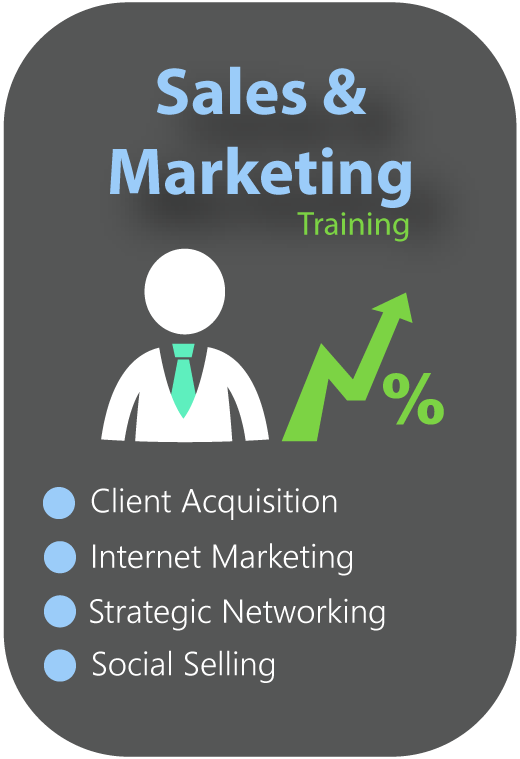 Sales &
Marketing
Training
%
Client Acquisition
Internet Marketing
Strategic Networking
Social Selling